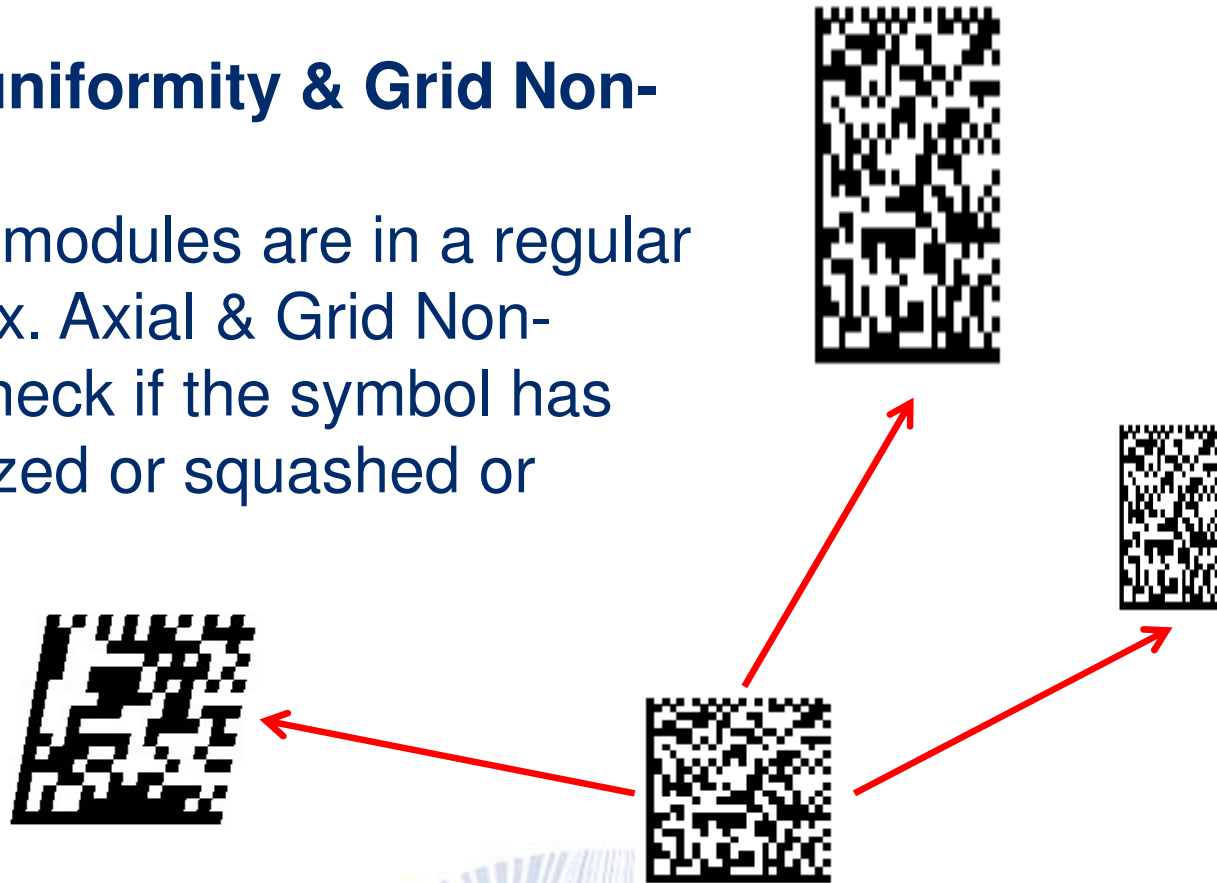 uniformity & Grid Non-
modules are in a regular
x. Axial & Grid Non-
heck if the symbol has
zed or squashed or